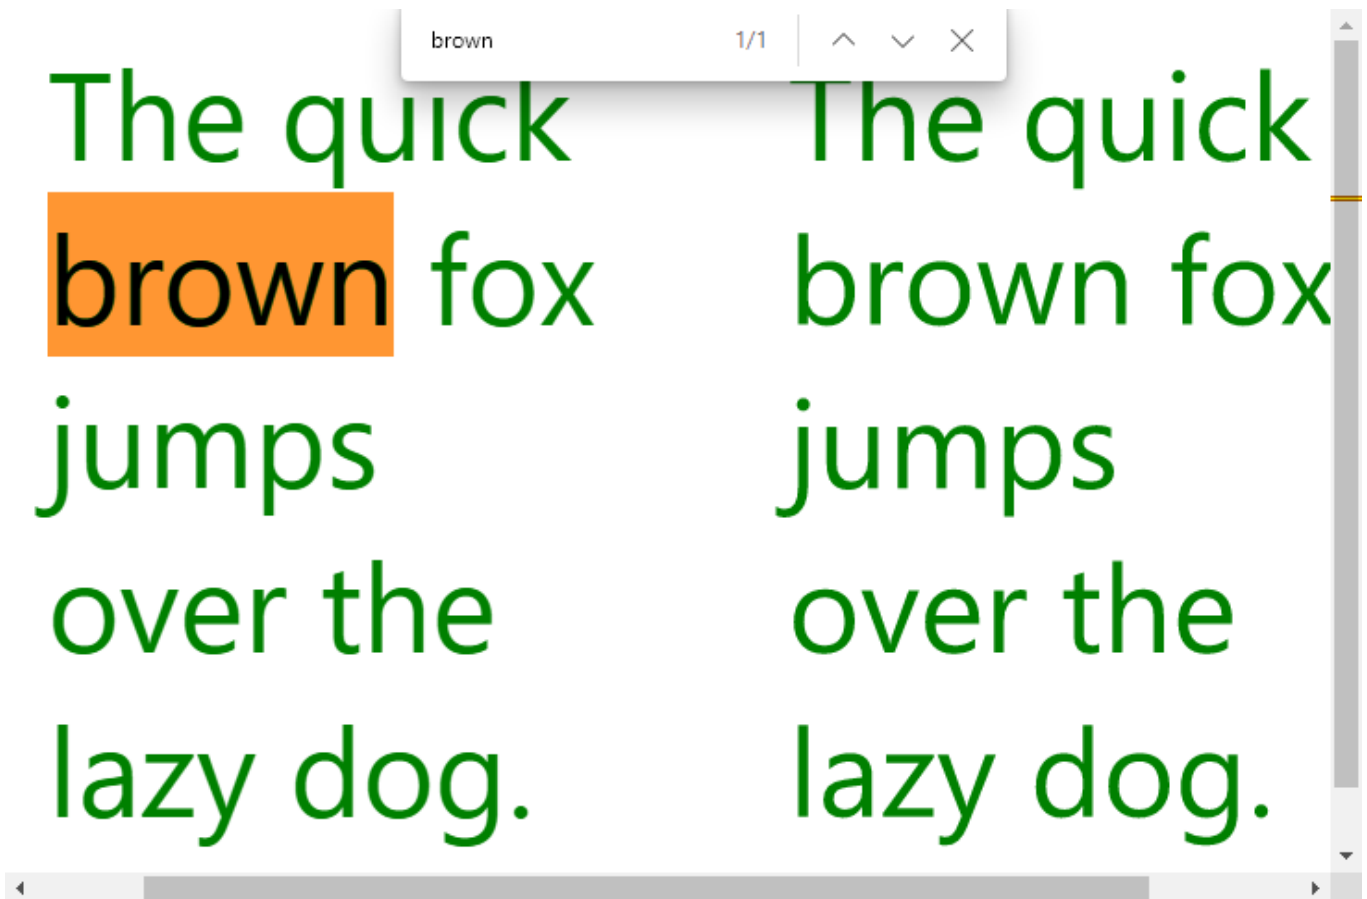 brown 1/1
The quick
brown fox
jumps
over the
lazy dog.
The quick
brown fox
jumps
over the
lazy dog.